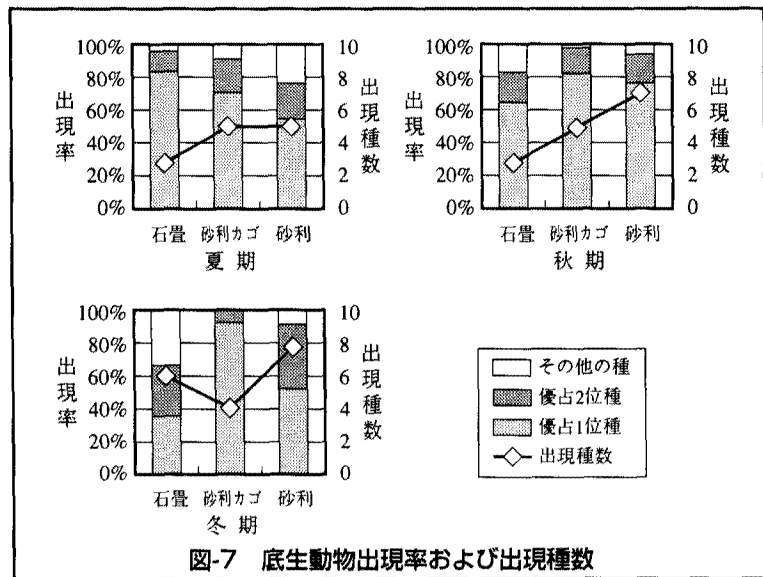 100%
80%
60%
40%
20%
0%
出現率
10
8
6
4
2
0
出現種数
石畳 砂利カゴ 砂利
夏期
100%
80%
60%
40%
20%
0%
出現率
10
8
6
4
2
0
出現種数
石畳 砂利カゴ 砂利
秋期
100%
80%
60%
40%
20%
0%
出現率
10
8
6
4
2
0
出現種数
石畳 砂利カゴ 砂利
冬期
その他の種
優占2位種
優占1位種
出現種数
図-7 底生動物出現率および出現種数